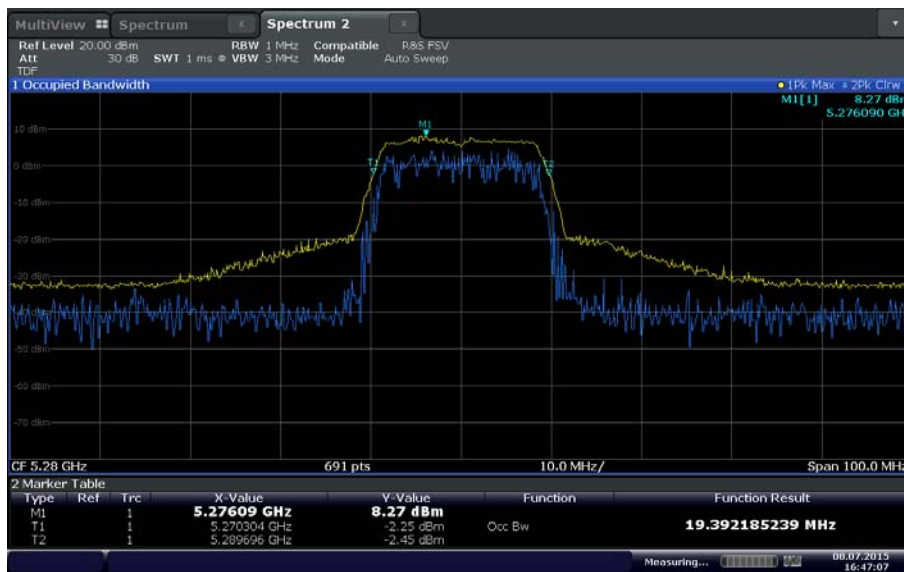 MultiView Spectrum x Spectrum 2 x
Ref Level 20.00 dBm RBW 1 MHz Compatible R&S FSV
Att 30 dB SWT 1 ms VBW 3 MHz Mode Auto Sweep
TDF
1 Occupied Bandwidth 1Pk Max 2Pk Clrw
M1[1] 8.27 dBm
5.276090 GH
M1
10 dBm
T1 T2
0 dBm
-10 dBm
-20 dBm
-30 dBm
-50 dBm
-60 dBm
-70 dBm
CF 5.28 GHz 691 pts 10.0 MHz/ Span 100.0 MHz
2 Marker Table
Type Ref Trc X-Value Y-Value Function Function Result
M1 1 5.27609 GHz 8.27 dBm
T1 1 5.270304 GHz -2.25 dBm Occ Bw 19.392185239 MHz
T2 1 5.289696 GHz -2.45 dBm
Measuring... 08.07.2015
16:47:07